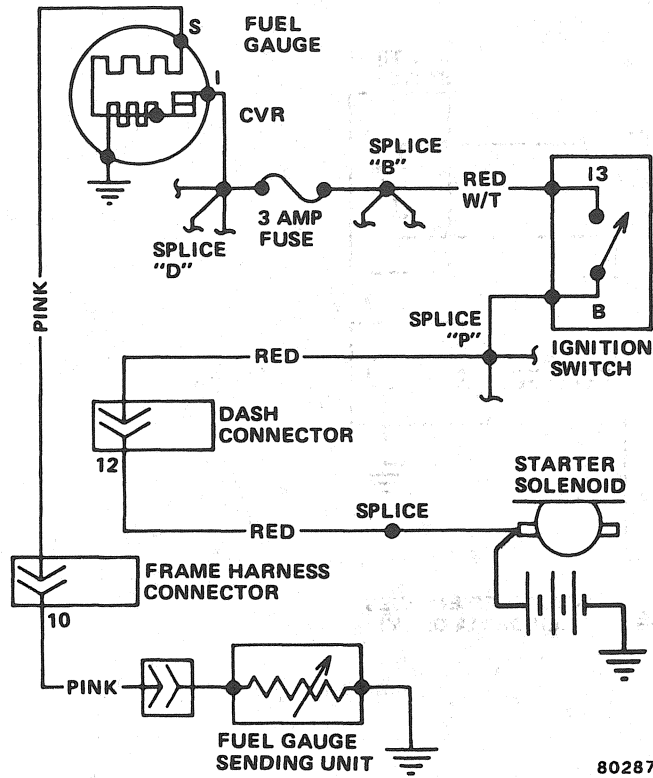 S
FUEL
GAUGE
I
CVR
SPLICE
"B"
RED
W/T
I3
3 AMP
FUSE
SPLICE
"D"
B
PINK
SPLICE
"P"
IGNITION
SWITCH
RED
DASH
CONNECTOR
12
STARTER
SOLENOID
SPLICE
RED
FRAME HARNESS
CONNECTOR
10
PINK
FUEL GAUGE
SENDING UNIT
80287